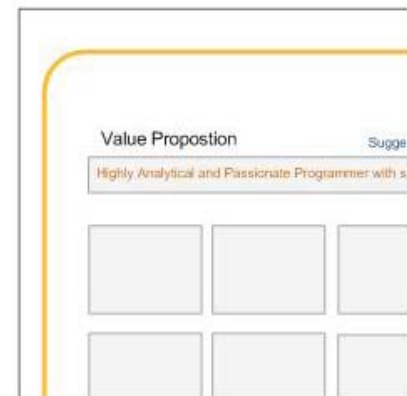 Value Propostion
Sugge
Highly Analytical and Passionate Programmer with s